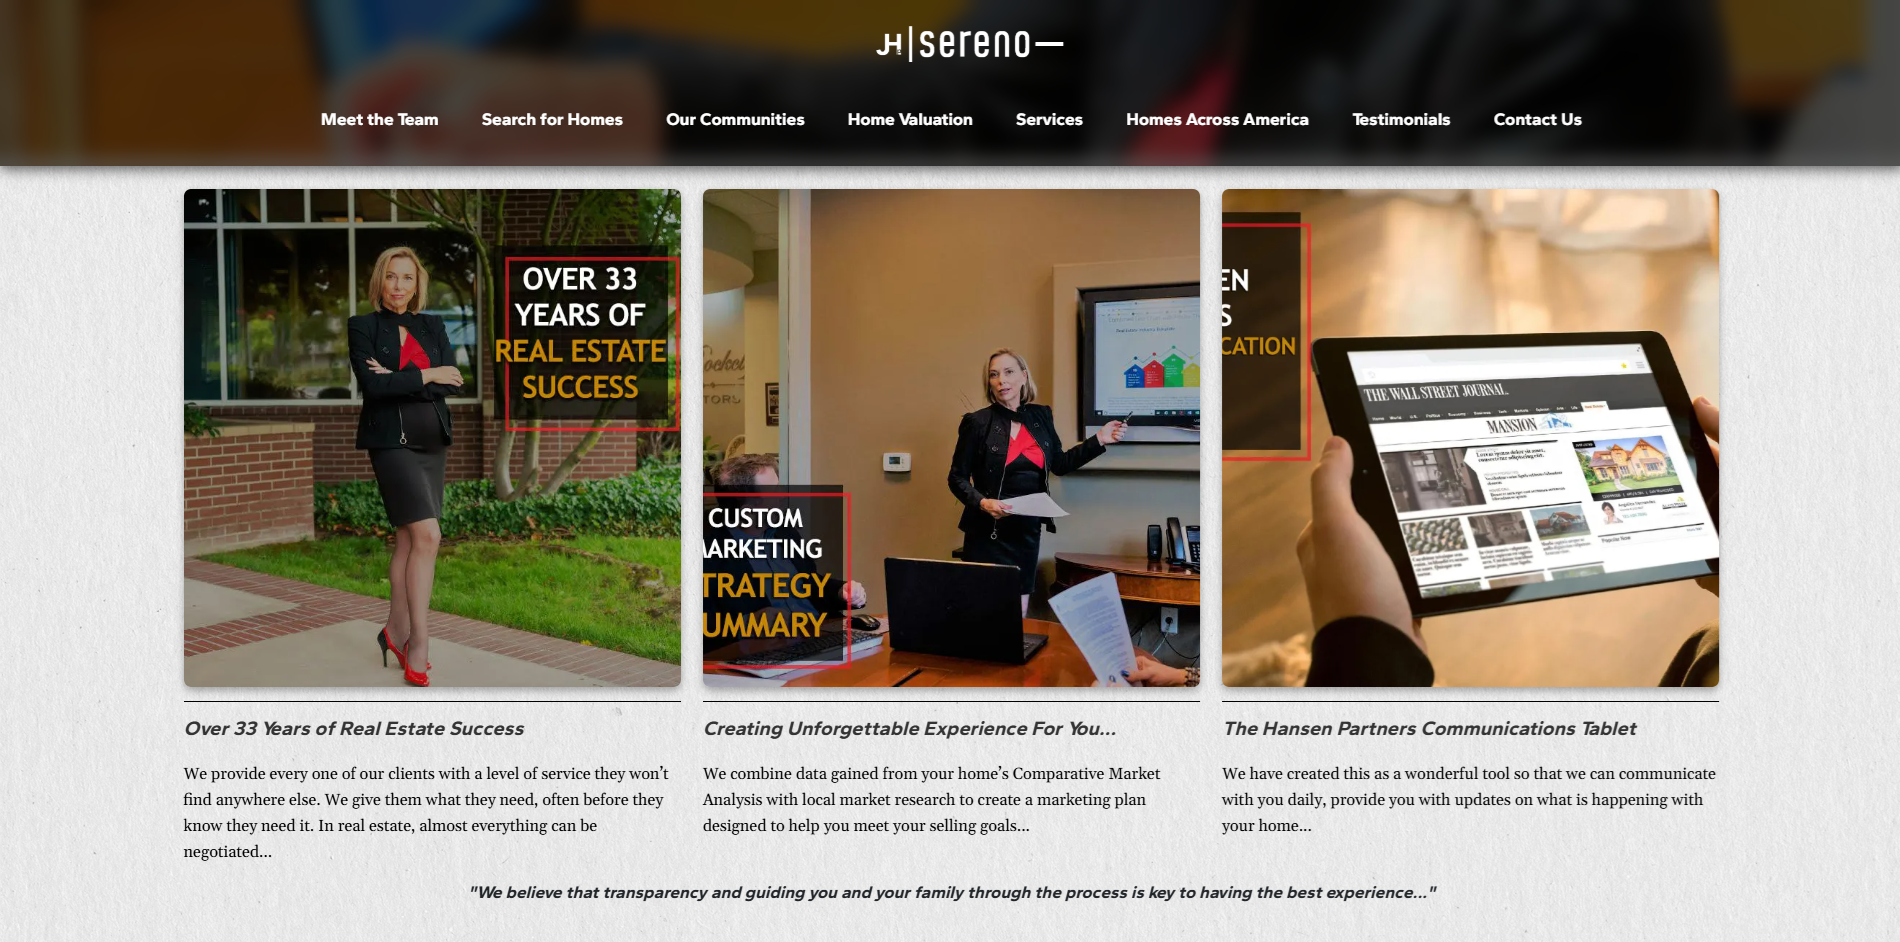 JH|sereno
Meet the Team Search for Homes Our Communities Home Valuation Services Homes Across America Testimonials Contact Us
OVER 33
YEARS OF
REAL ESTATE
SUCCESS
CUSTOM
ARKETING
TRATEGY
UMMARY
EN
S
CATION
THE WALL STREET JOURNAL.
MANSION
Over 33 Years of Real Estate Success
We provide every one of our clients with a level of service they won’t
find anywhere else. We give them what they need, often before they
know they need it. In real estate, almost everything can be
negotiated...
Creating Unforgettable Experience For You...
We combine data gained from your home’s Comparative Market
Analysis with local market research to create a marketing plan
designed to help you meet your selling goals...
The Hansen Partners Communications Tablet
We have created this as a wonderful tool so that we can communicate
with you daily, provide you with updates on what is happening with
your home...
"We believe that transparency and guiding you and your family through the process is key to having the best experience..."